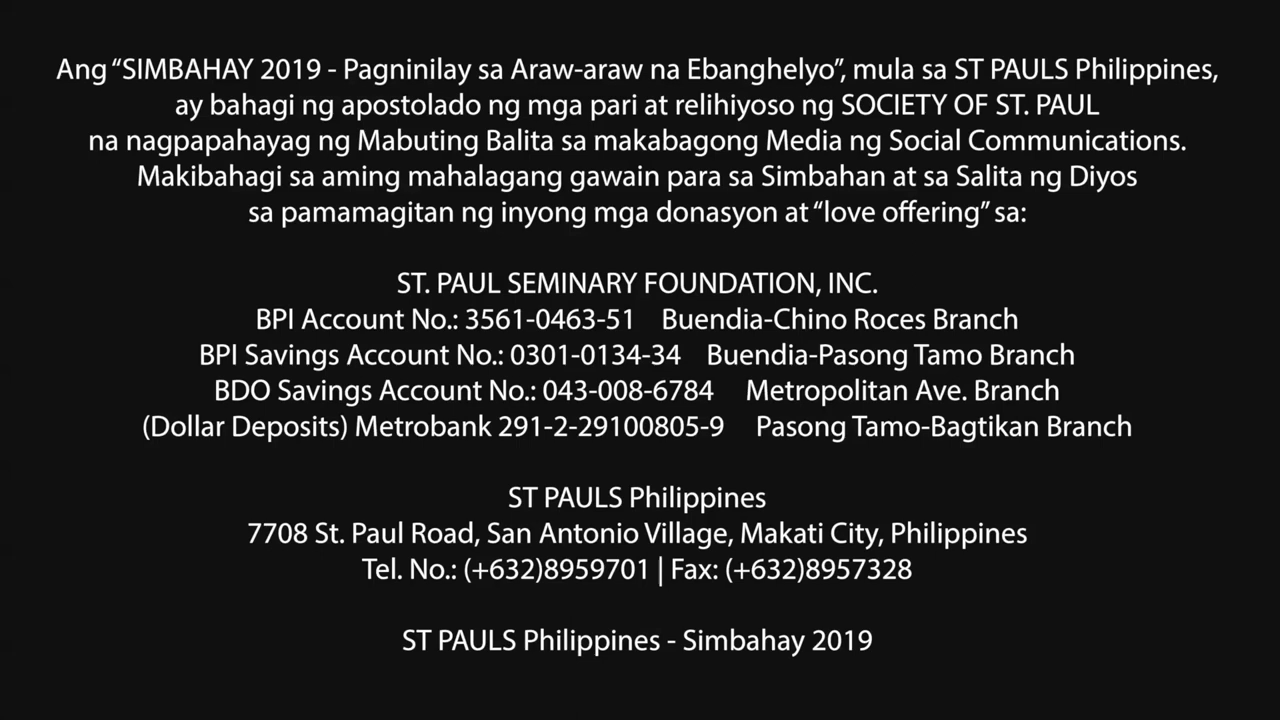 Ang “SIMBAHAY 2019 - Pagninilay sa Araw-araw na Ebanghelyo”, mula sa ST PAULS Philippines,
ay bahagi ng apostolado ng mga pari at relihiyoso ng SOCIETY OF ST. PAUL
na nagpapahayag ng Mabuting Balita sa makabagong Media ng Social Communications.
Makibahagi sa aming mahalagang gawain para sa Simbahan at sa Salita ng Diyos
sa pamamagitan ng inyong mga donasyon at “love offering” sa:
ST. PAUL SEMINARY FOUNDATION, INC.
BPI Account No.: 3561-0463-51 Buendia-Chino Roces Branch
BPI Savings Account No.: 0301-0134-34 Buendia-Pasong Tamo Branch
BDO Savings Account No.: 043-008-6784 Metropolitan Ave. Branch
(Dollar Deposits) Metrobank 291-2-29100805-9 Pasong Tamo-Bagtikan Branch
ST PAULS Philippines
7708 St. Paul Road, San Antonio Village, Makati City, Philippines
Tel. No.: (+632)8959701 | Fax: (+632)8957328
ST PAULS Philippines - Simbahay 2019